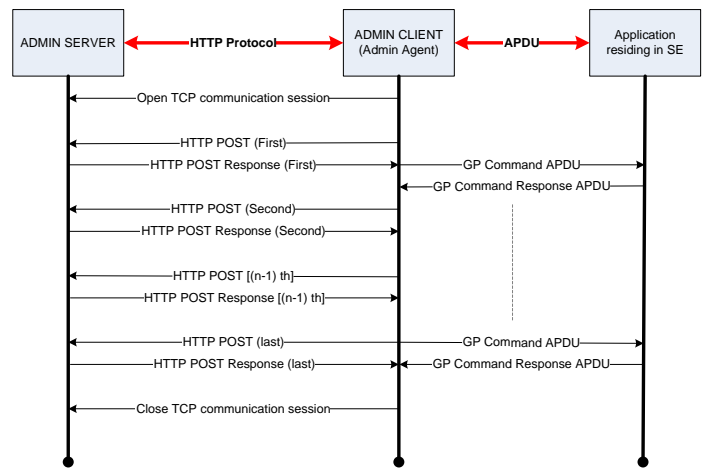 ADMIN SERVER
HTTP Protocol
ADMIN CLIENT
(Admin Agent)
APDU
Application
residing in SE
Open TCP communication session
HTTP POST (First)
HTTP POST Response (First)
GP Command APDU
GP Command Response APDU
HTTP POST (Second)
HTTP POST Response (Second)
HTTP POST [(n-1) th]
HTTP POST Response [(n-1) th]
HTTP POST (last)
GP Command APDU
HTTP POST Response (last)
GP Command Response APDU
Close TCP communication session